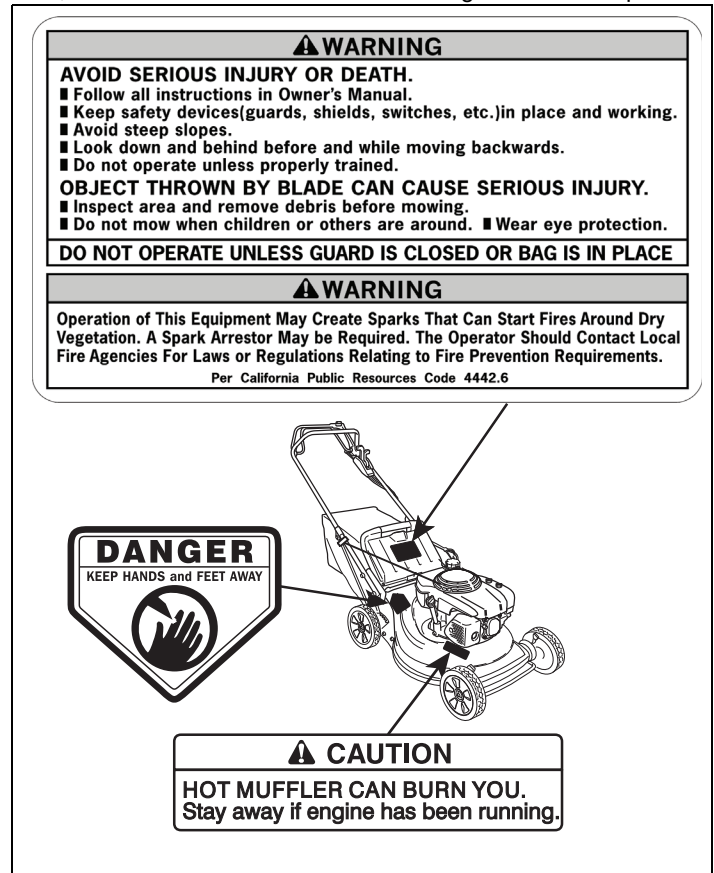 WARNING
AVOID SERIOUS INJURY OR DEATH.
■ Follow all instructions in Owner's Manual.
■ Keep safety devices(guards, shields, switches, etc.)in place and working.
■ Avoid steep slopes.
■ Look down and behind before and while moving backwards.
■ Do not operate unless properly trained.
OBJECT THROWN BY BLADE CAN CAUSE SERIOUS INJURY.
■ Inspect area and remove debris before mowing.
■ Do not mow when children or others are around. ■ Wear eye protection.
DO NOT OPERATE UNLESS GUARD IS CLOSED OR BAG IS IN PLACE
WARNING
Operation of This Equipment May Create Sparks That Can Start Fires Around Dry
Vegetation. A Spark Arrestor May be Required. The Operator Should Contact Local
Fire Agencies For Laws or Regulations Relating to Fire Prevention Requirements.
Per California Public Resources Code 4442.6
DANGER
KEEP HANDS and FEET AWAY
CAUTION
HOT MUFFLER CAN BURN YOU.
Stay away if engine has been running.